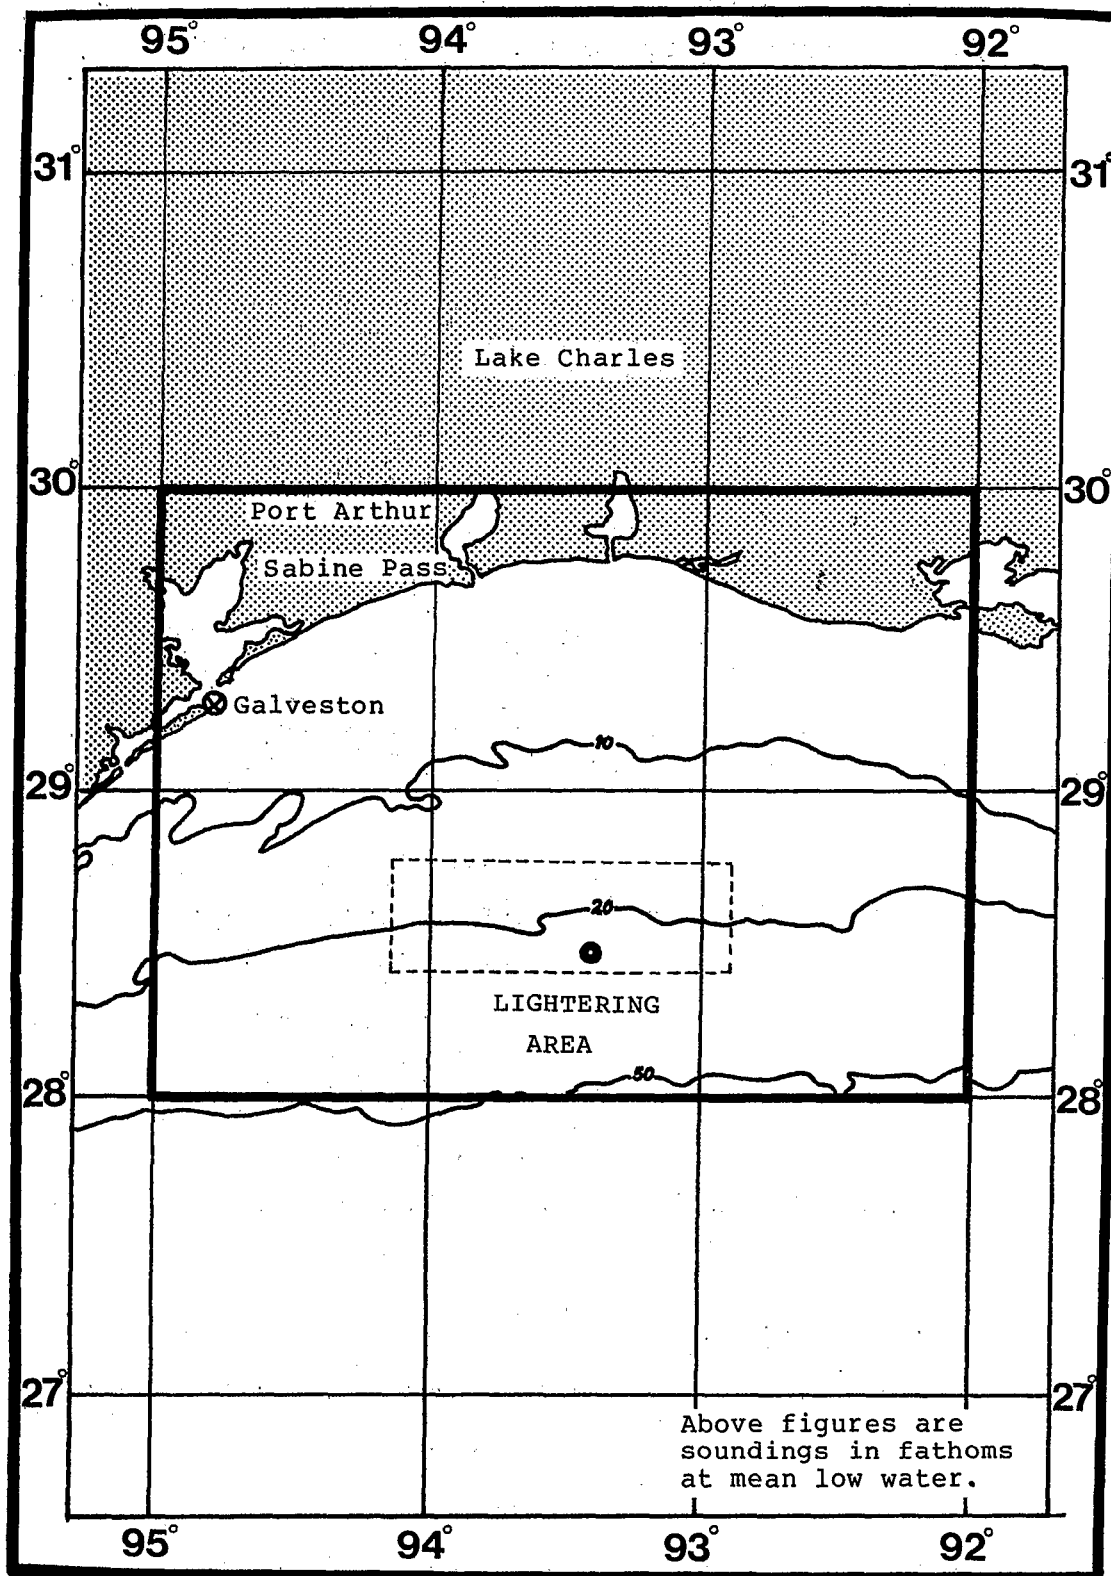 95° 94° 93° 92°
31° 31°
Lake Charles
30° 30°
Port Arthur
Sabine Pass
Galveston
10
29° 29°
20
LIGHTERING
AREA
50
28° 28°
27° 27°
Above figures are
soundings in fathoms
at mean low water.
95° 94° 93° 92°